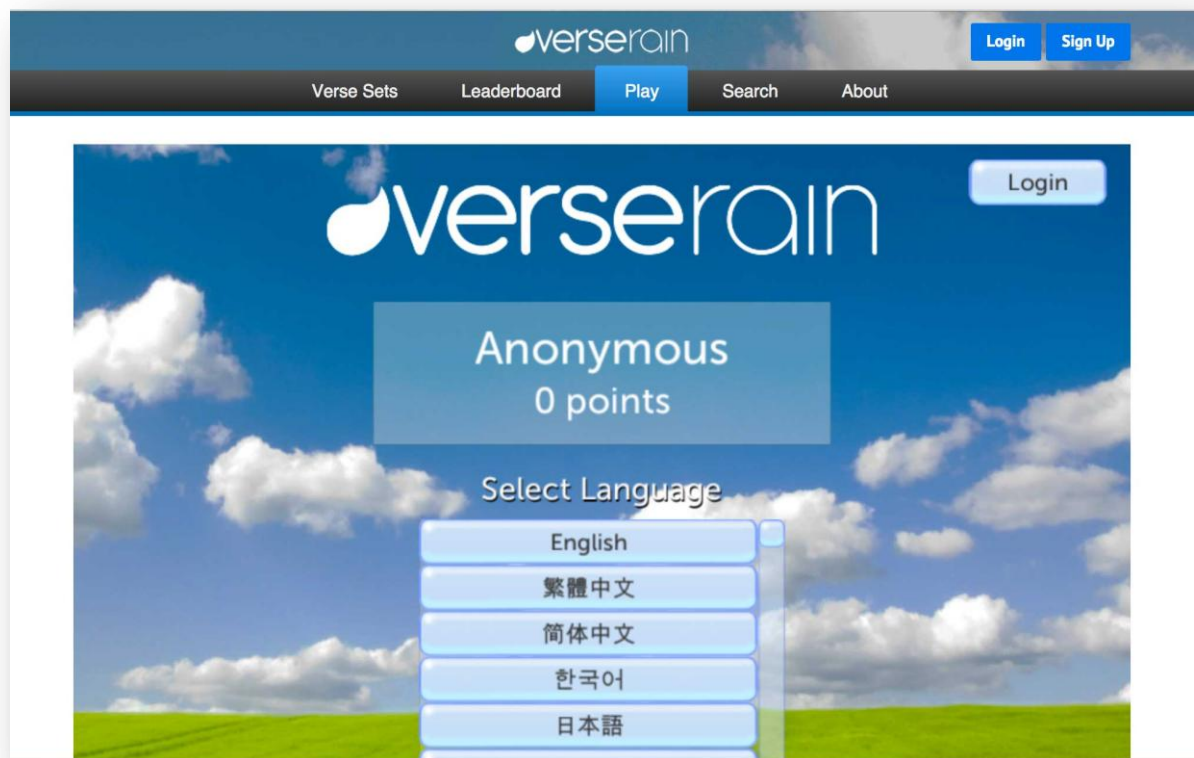 verserain
Login Sign Up
Verse Sets Leaderboard Play Search About
verserain
Login
Anonymous
0 points
Select Language
English
繁體中文
简体中文
한국어
日本語